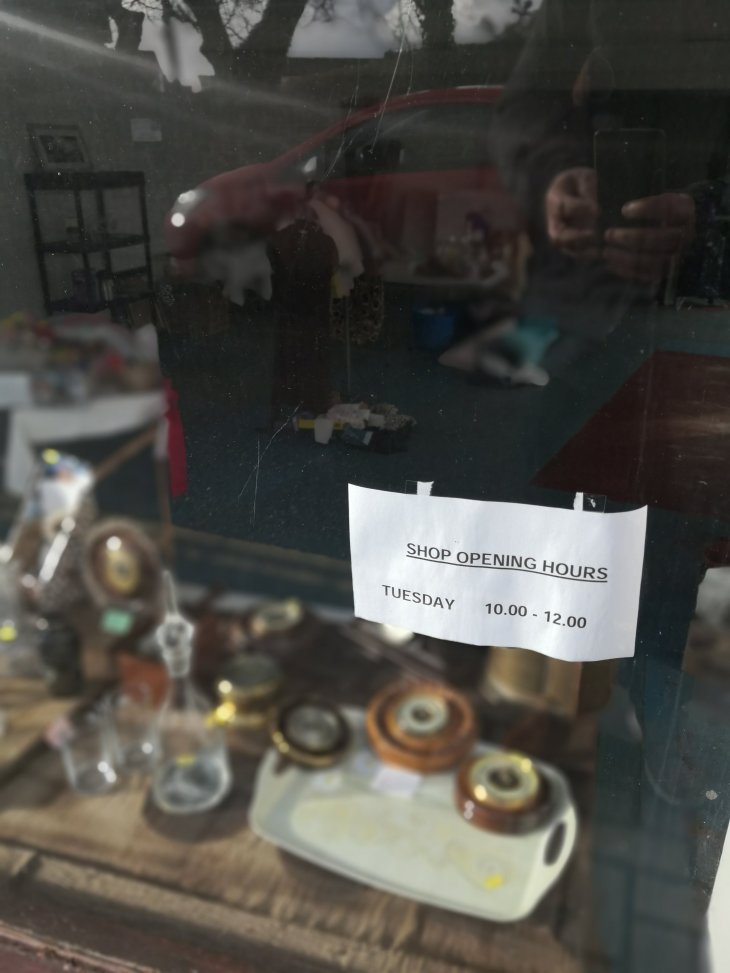 SHOP OPENING HOURS
TUESDAY 10.00 - 12.00